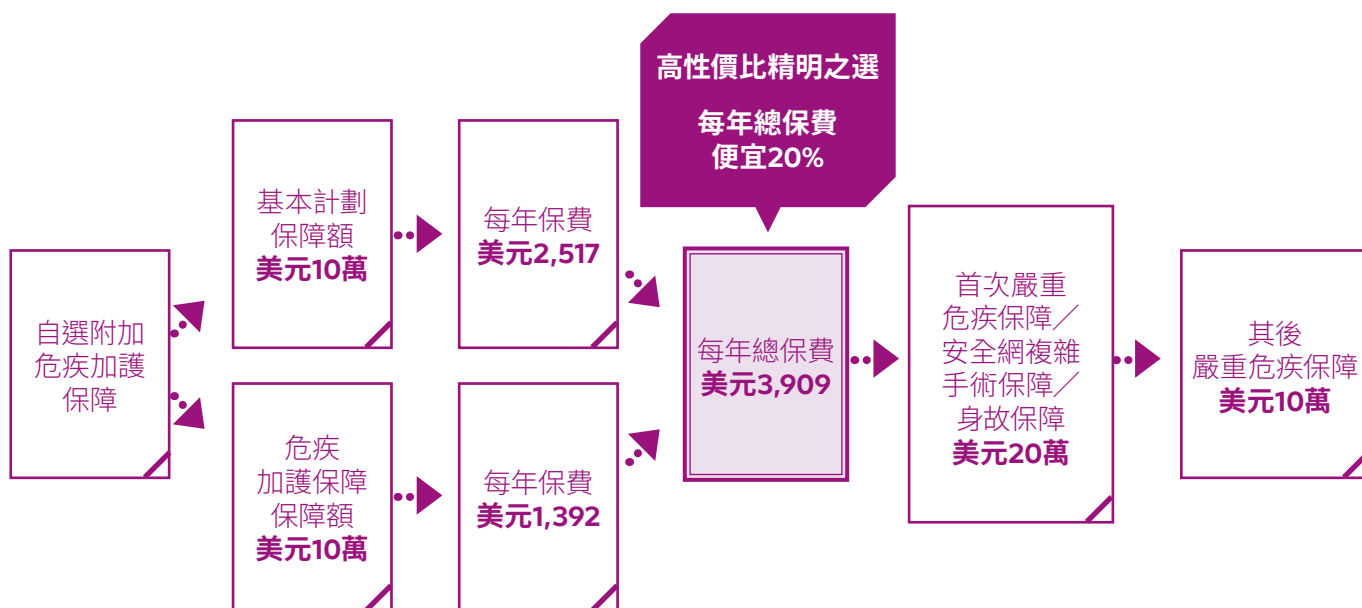 高性價比精明之選
每年總保費
便宜20%
自選附加
危疾加護
保障
基本計劃
保障額
美元10萬
每年保費
美元2,517
危疾
加護保障
保障額
美元10萬
每年保費
美元1,392
每年總保費
美元3,909
首次嚴重
危疾保障／
安全網複雜
手術保障／
身故保障
美元20萬
其後
嚴重危疾保障
美元10萬